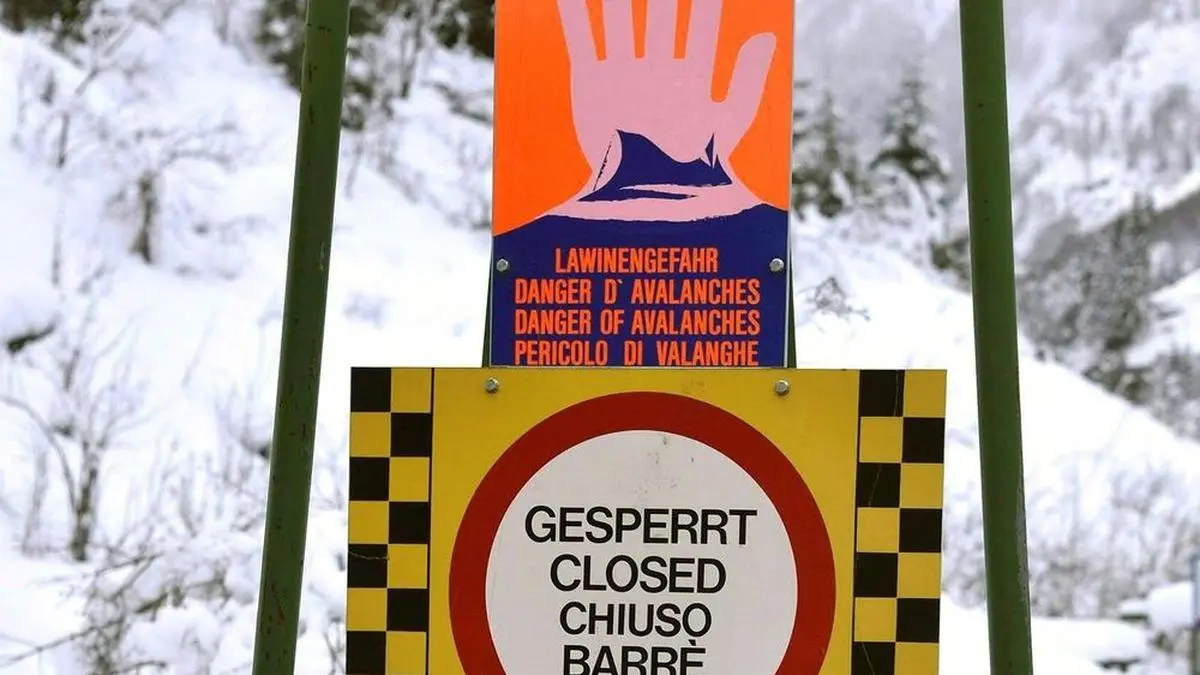 LAWINENGEFAHR
DANGER D` AVALANCHES
DANGER OF AVALANCHES
PERICOLO DI VALANGHE
GESPERRT
CLOSED
CHIUSO
BARRÈ